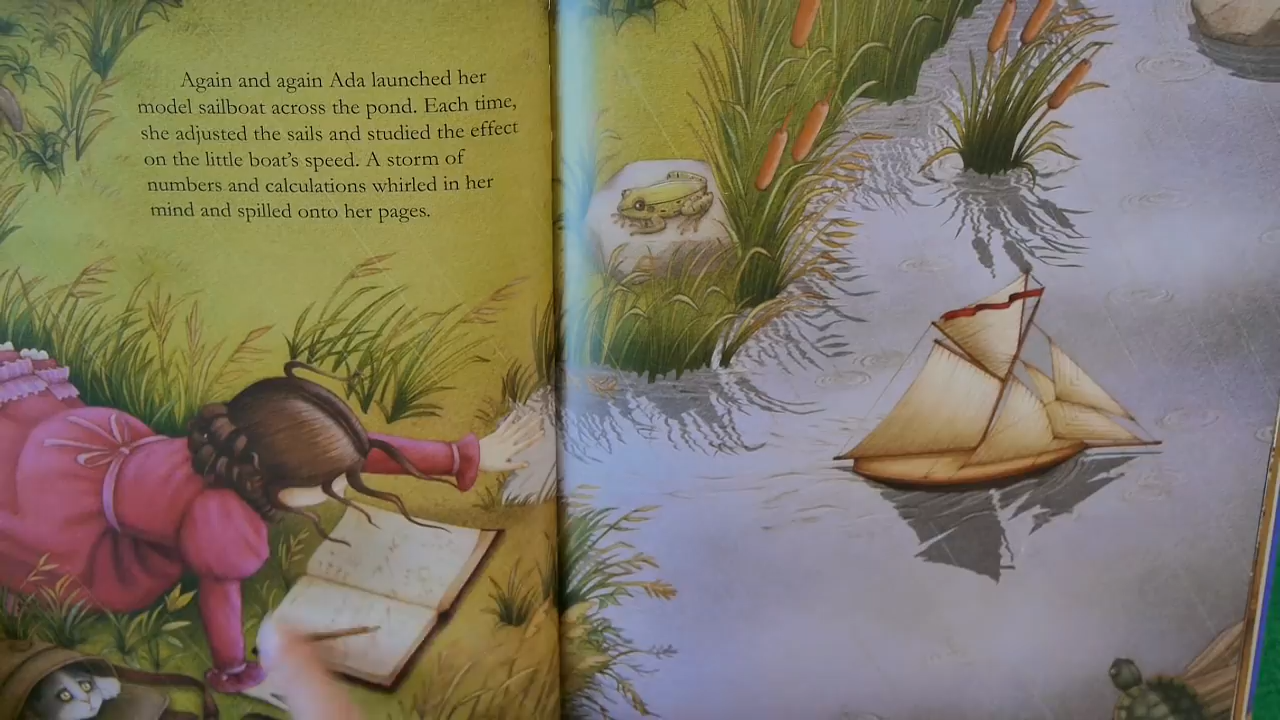 Again and again Ada launched her
model sailboat across the pond. Each time,
she adjusted the sails and studied the effect
on the little boat's speed. A storm of
numbers and calculations whirled in her
mind and spilled onto her pages.